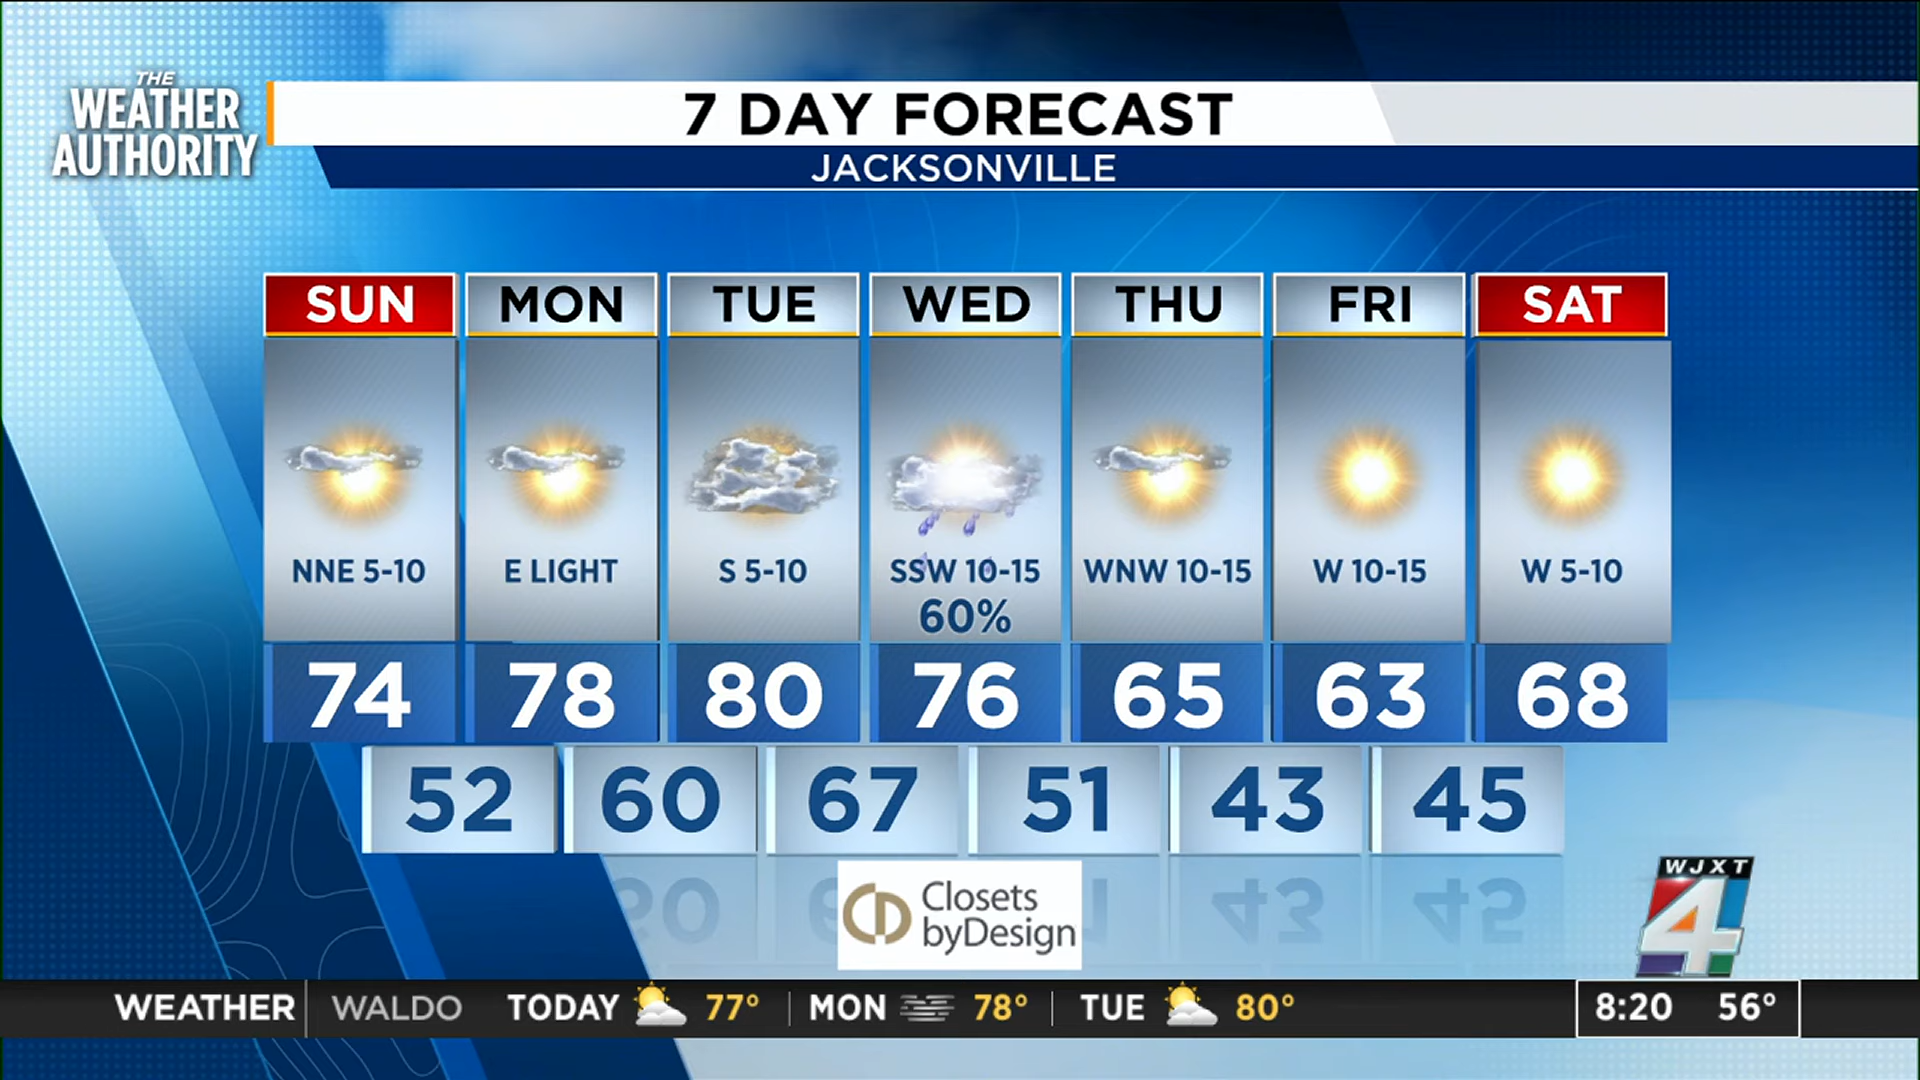 THE
WEATHER
AUTHORITY
7 DAY FORECAST
JACKSONVILLE
SUN MON TUE WED THU FRI SAT
NNE 5-10 E LIGHT S 5-10 SSW 10-15 WNW 10-15 W 10-15 W 5-10
60%
74 78 80 76 65 63 68
52 60 67 51 43 45
Closets
byDesign
WJXT
4
WEATHER WALDO TODAY 77° MON 78° TUE 80° 8:20 56°